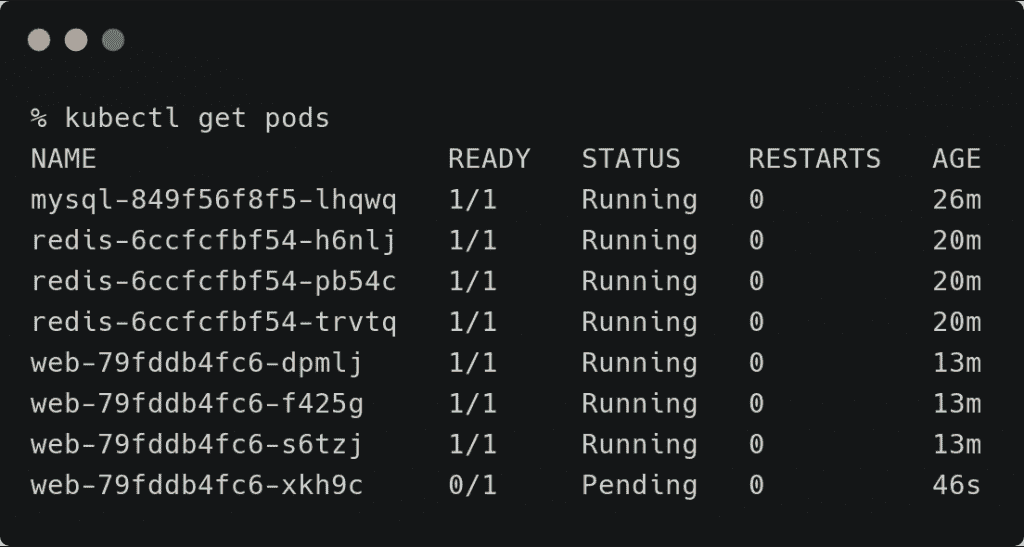 % kubectl get pods
NAME READY STATUS RESTARTS AGE
mysql-849f56f8f5-lhqwq 1/1 Running 0 26m
redis-6ccfcfbf54-h6nlj 1/1 Running 0 20m
redis-6ccfcfbf54-pb54c 1/1 Running 0 20m
redis-6ccfcfbf54-trvtq 1/1 Running 0 20m
web-79fddb4fc6-dpmlj 1/1 Running 0 13m
web-79fddb4fc6-f425g 1/1 Running 0 13m
web-79fddb4fc6-s6tzj 1/1 Running 0 13m
web-79fddb4fc6-xkh9c 0/1 Pending 0 46s